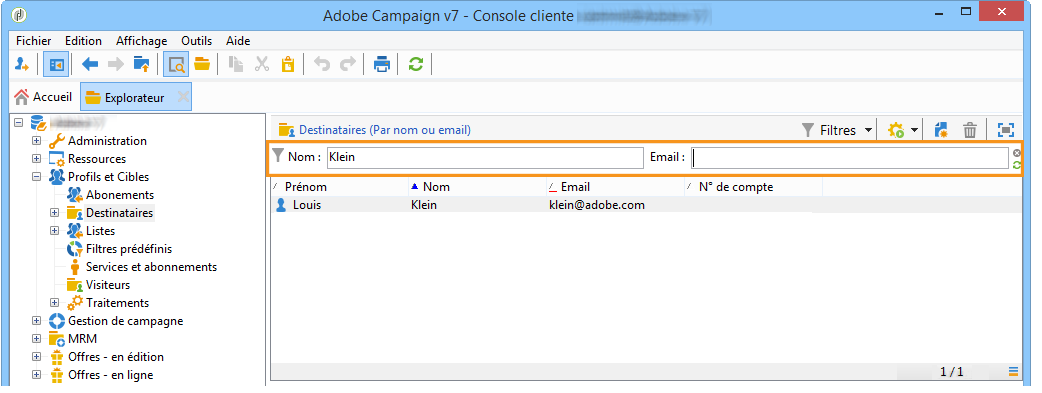 Adobe Campaign v7 - Console cliente
Fichier Edition Affichage Outils Aide
Accueil Explorateur
Administration
Ressources
Profils et Cibles
Abonements
Destinataires
Listes
Filtres prédéfinis
Services et abonnements
Visiteurs
Traitements
Gestion de campagne
MRM
Offres - en édition
Offres - en ligne
Destinataires (Par nom ou email) Filtres
Nom : Klein Email :
Prénom Nom Email N° de compte
Louis Klein klein@adobe.com
1 / 1